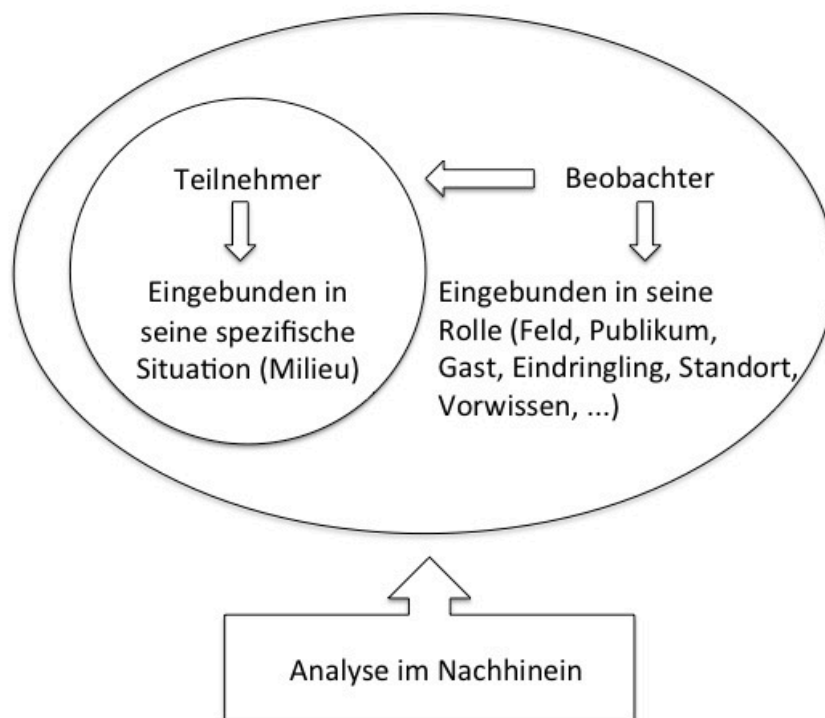 Teilnehmer
Beobachter
Eingebunden in
seine spezifische
Situation (Milieu)
Eingebunden in seine
Rolle (Feld, Publikum,
Gast, Eindringling, Standort,
Vorwissen, ...)
Analyse im Nachhinein